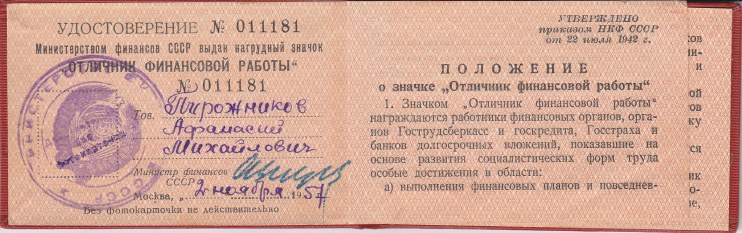 УДОСТОВЕРЕНИЕ № 011181
Министерством финансов СССР выдан нагрудный значок
"ОТЛИЧНИК ФИНАНСОВОЙ РАБОТЫ"
№ 011181
Тов. Пирожников
Афанасий
Михайлович
Министр финансов
СССР
Москва, „2 ноября 1957
Без фотокарточки не действительно
УТВЕРЖДЕНО
приказом НКФ СССР
от 22 июля 1942 г.
ПОЛОЖЕНИЕ
о значке „Отличник финансовой работы"
1. Значком „Отличник финансовой работы"
награждаются работники финансовых органов, орга-
нов Гострудсберкасс и госкредита, Госстраха и
банков долгосрочных вложений, показавшие на
основе развития социалистических форм труда
особые достижения в области:
а) выполнения финансовых планов и повседнев-